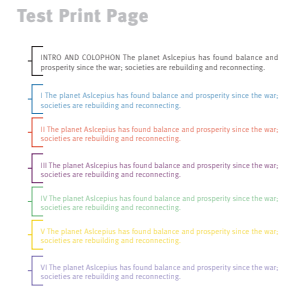 Test Print Page
INTRO AND COLOPHON The planet Aslcepius has found balance and
prosperity since the war; societies are rebuilding and reconnecting.
I The planet Aslcepius has found balance and prosperity since the war;
societies are rebuilding and reconnecting.
II The planet Aslcepius has found balance and prosperity since the war;
societies are rebuilding and reconnecting.
III The planet Aslcepius has found balance and prosperity since the war;
societies are rebuilding and reconnecting.
IV The planet Aslcepius has found balance and prosperity since the war;
societies are rebuilding and reconnecting.
V The planet Aslcepius has found balance and prosperity since the war;
societies are rebuilding and reconnecting.
VI The planet Aslcepius has found balance and prosperity since the war;
societies are rebuilding and reconnecting.